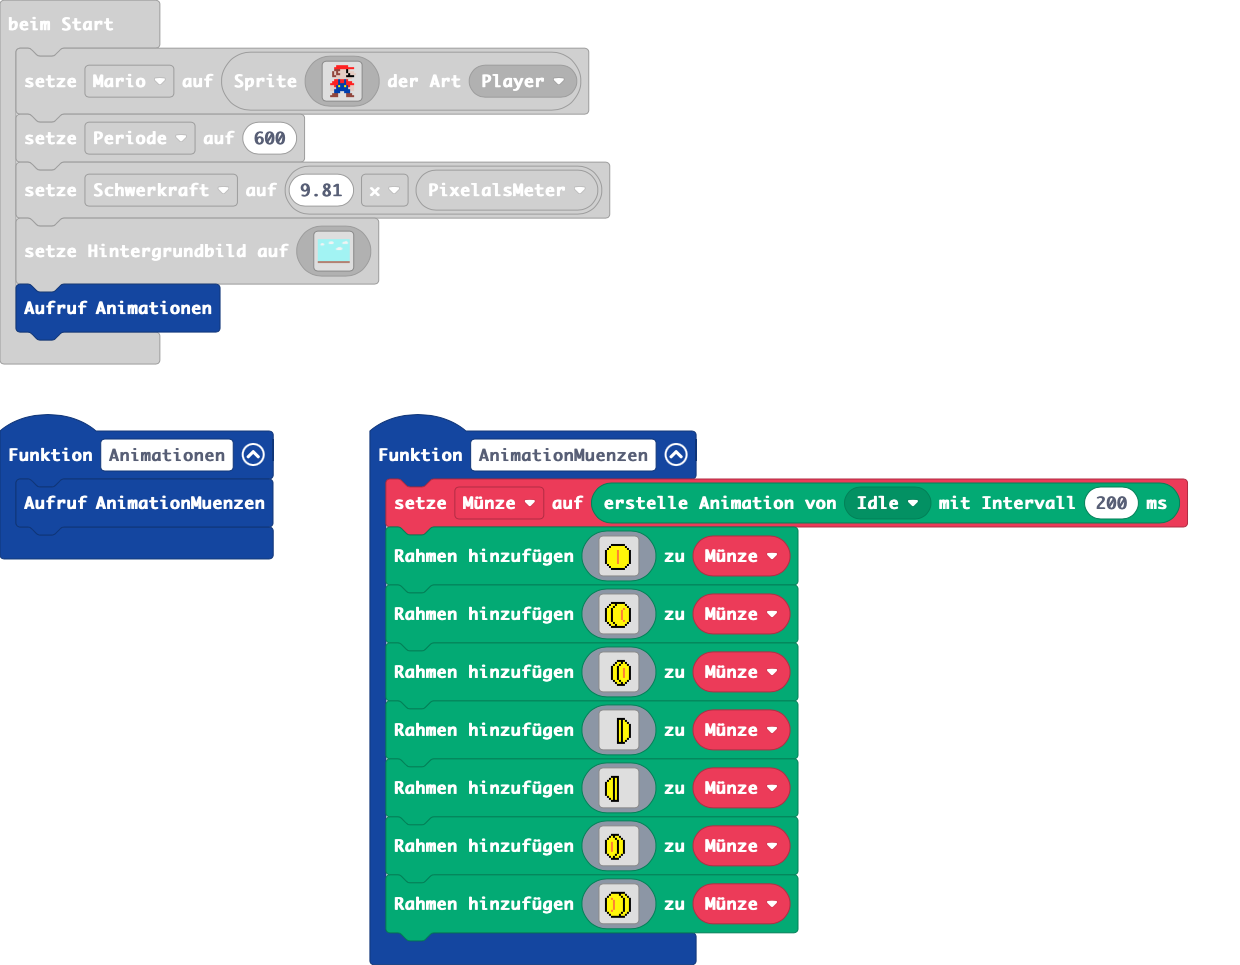 beim Start
setze Mario auf Sprite der Art Player
setze Periode auf 600
setze Schwerkraft auf 9.81 × PixelalsMeter
setze Hintergrundbild auf
Aufruf Animationen
Funktion Animationen
Aufruf AnimationMuenzen
Funktion AnimationMuenzen
setze Münze auf erstelle Animation von Idle mit Intervall 200 ms
Rahmen hinzufügen zu Münze
Rahmen hinzufügen zu Münze
Rahmen hinzufügen zu Münze
Rahmen hinzufügen zu Münze
Rahmen hinzufügen zu Münze
Rahmen hinzufügen zu Münze
Rahmen hinzufügen zu Münze